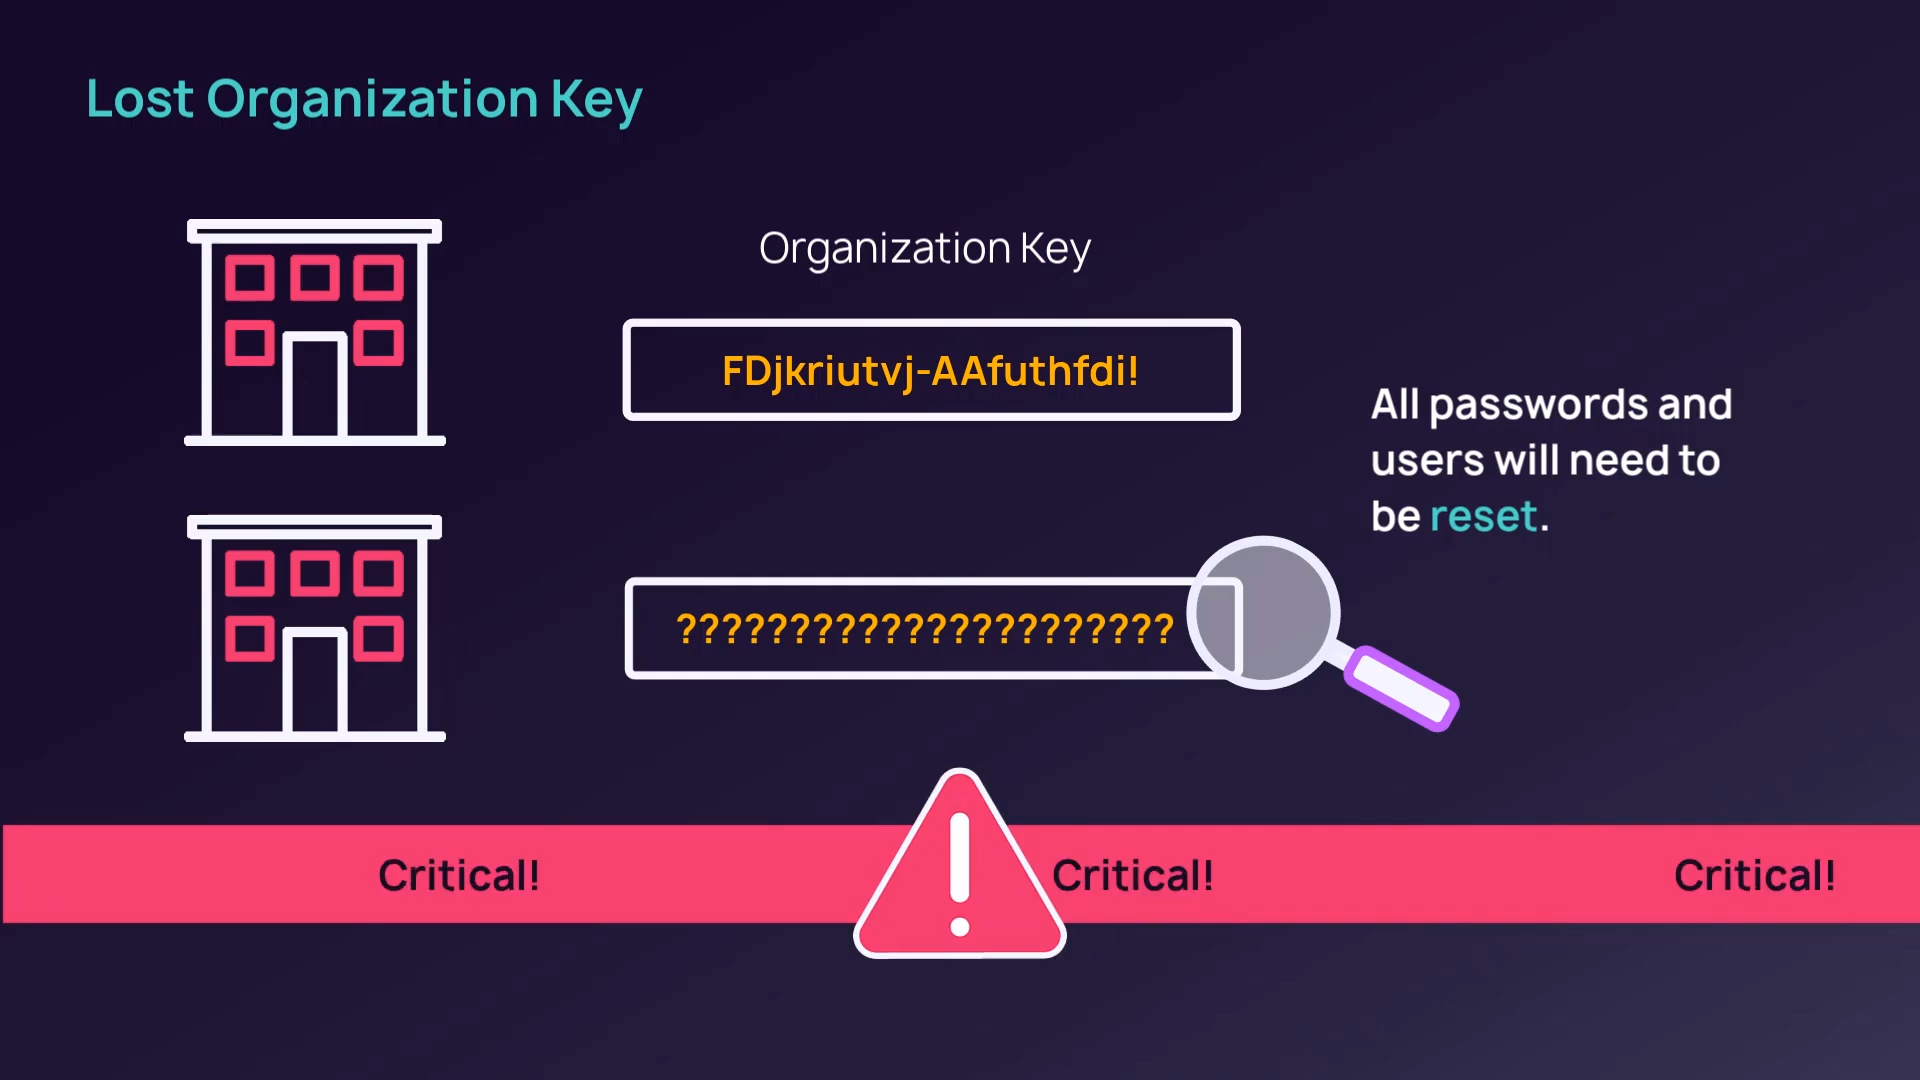 Lost Organization Key
Organization Key
FDjkriutvj-AAfuthfdi!
All passwords and
users will need to
be reset.
??????????????????????
Critical!
Critical!
Critical!